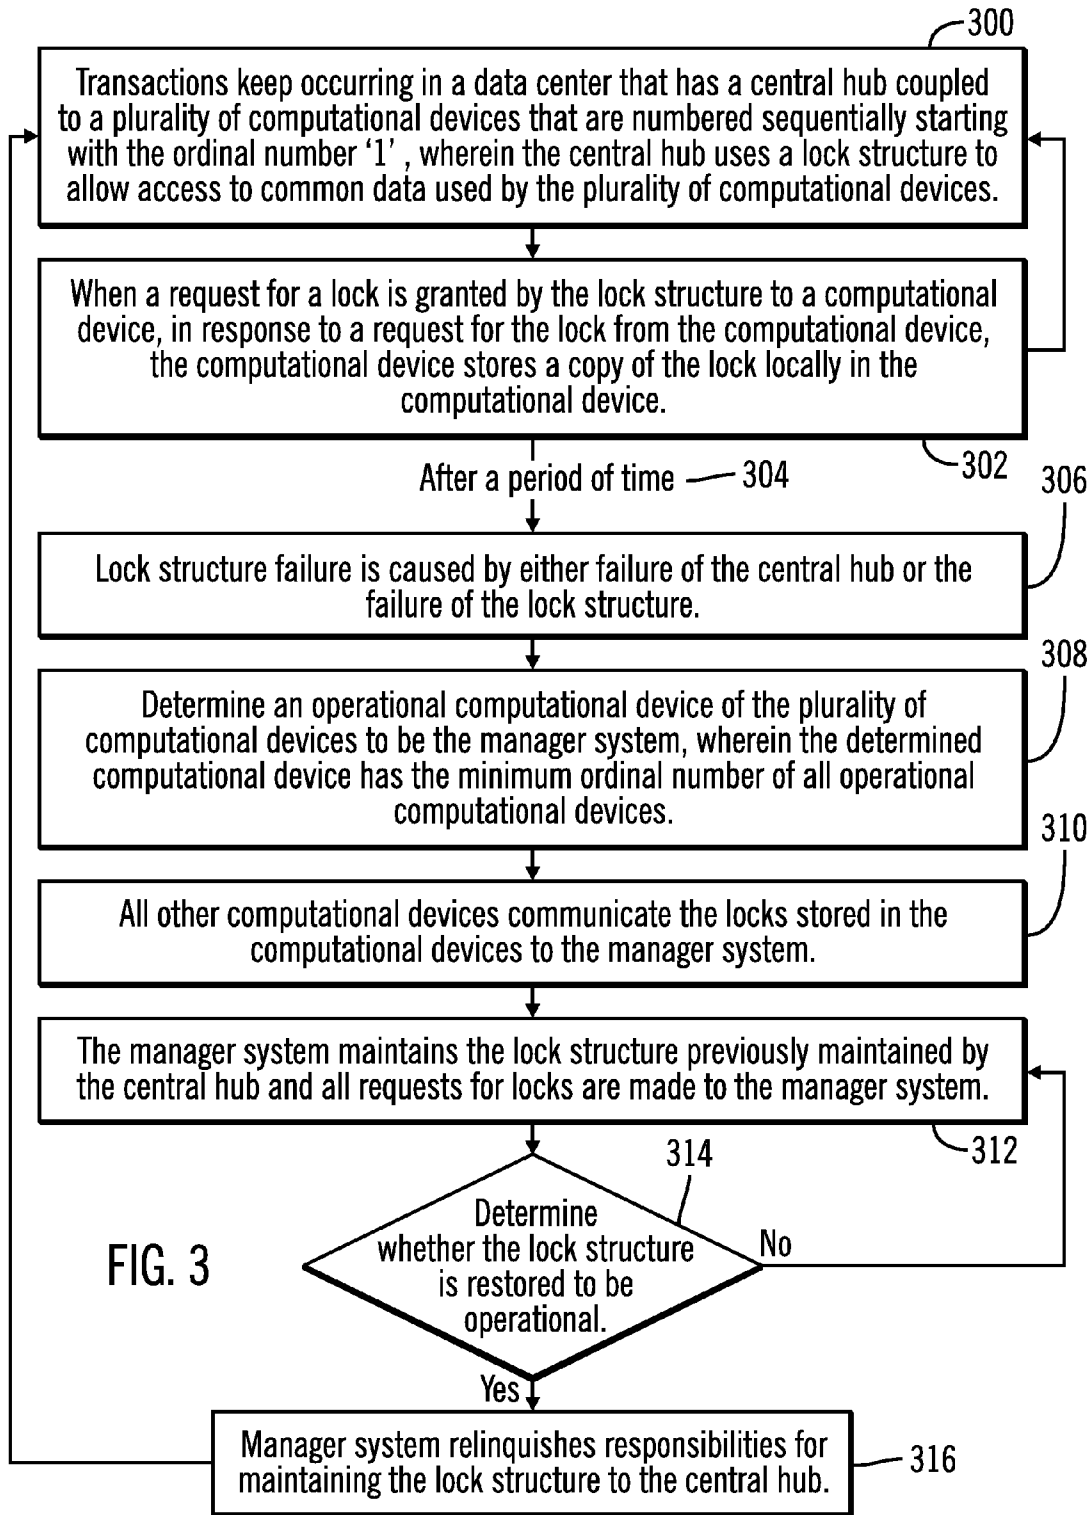 300
Transactions keep occurring in a data center that has a central hub coupled
to a plurality of computational devices that are numbered sequentially starting
with the ordinal number ‘1’ , wherein the central hub uses a lock structure to
allow access to common data used by the plurality of computational devices.
When a request for a lock is granted by the lock structure to a computational
device, in response to a request for the lock from the computational device,
the computational device stores a copy of the lock locally in the
computational device.
302
After a period of time
304
306
Lock structure failure is caused by either failure of the central hub or the
failure of the lock structure.
308
Determine an operational computational device of the plurality of
computational devices to be the manager system, wherein the determined
computational device has the minimum ordinal number of all operational
computational devices.
310
All other computational devices communicate the locks stored in the
computational devices to the manager system.
The manager system maintains the lock structure previously maintained by
the central hub and all requests for locks are made to the manager system.
312
314
Determine
whether the lock structure
is restored to be
operational.
No
FIG. 3
Yes
Manager system relinquishes responsibilities for
maintaining the lock structure to the central hub.
316